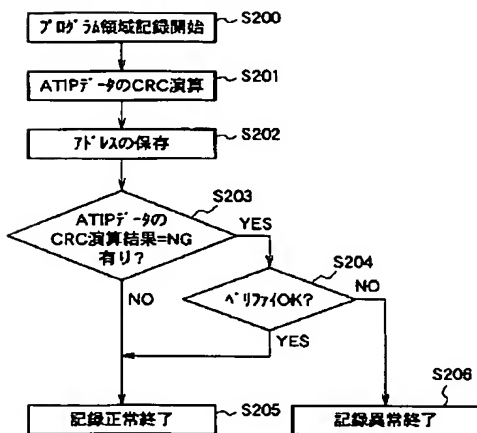 プログラム領域記録開始
S200
ATIPデータのCRC演算
S201
アドレスの保存
S202
S203
ATIPデータの
CRC演算結果=NG
有り?
YES
NO
S204
ベリファイOK?
NO
YES
S205
記録正常終了
S206
記録異常終了